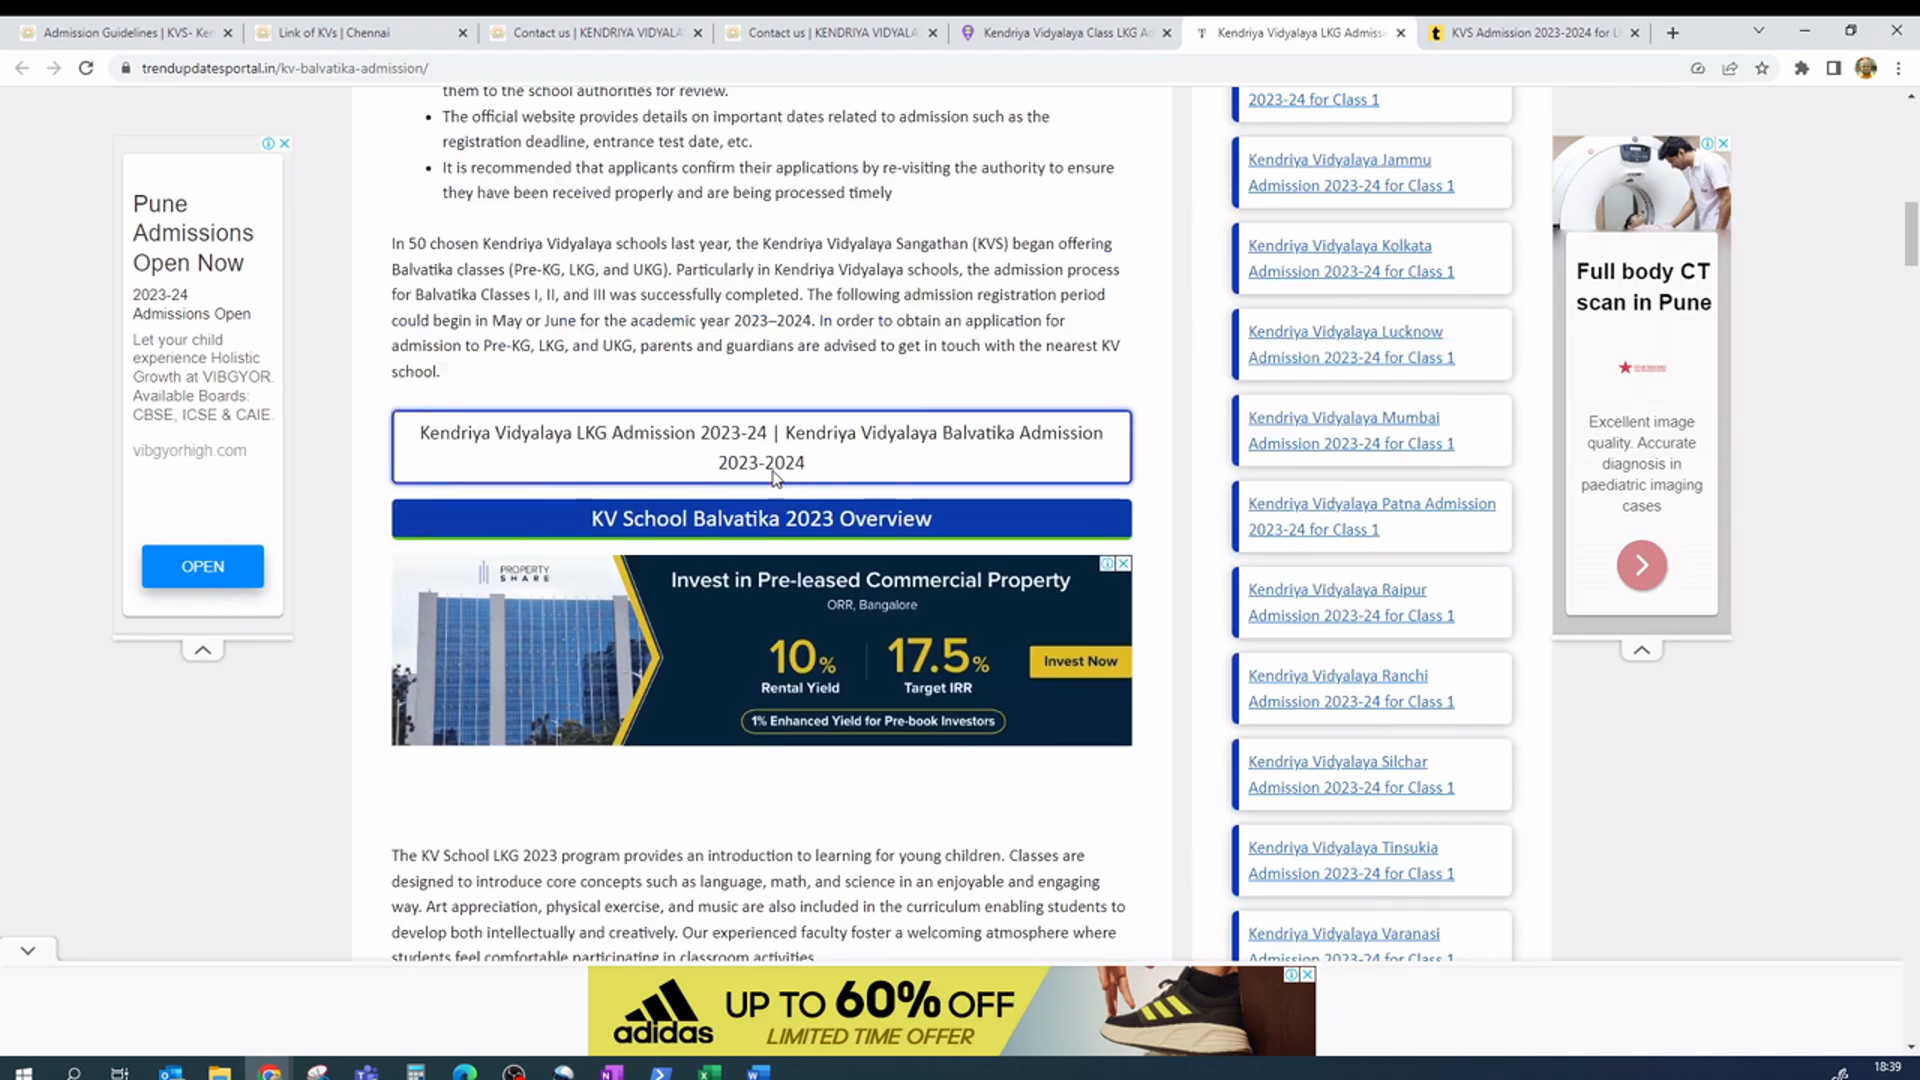 Admission Guidelines | KVS- Ken
Link of KVs | Chennai
Contact us | KENDRIYA VIDYALA
Contact us | KENDRIYA VIDYALA
Kendriya Vidyalaya Class LKG Ad
Kendriya Vidyalaya LKG Admiss
KVS Admission 2023-2024 for L
trendupdatesportal.in/kv-balvatika-admission/
Pune
Admissions
Open Now
2023-24
Admissions Open
Let your child
experience Holistic
Growth at VIBGYOR.
Available Boards:
CBSE, ICSE & CAIE.
vibgyorhigh.com
OPEN
them to the school authorities for review.
• The official website provides details on important dates related to admission such as the
registration deadline, entrance test date, etc.
• It is recommended that applicants confirm their applications by re-visiting the authority to ensure
they have been received properly and are being processed timely
In 50 chosen Kendriya Vidyalaya schools last year, the Kendriya Vidyalaya Sangathan (KVS) began offering
Balvatika classes (Pre-KG, LKG, and UKG). Particularly in Kendriya Vidyalaya schools, the admission process
for Balvatika Classes I, II, and III was successfully completed. The following admission registration period
could begin in May or June for the academic year 2023–2024. In order to obtain an application for
admission to Pre-KG, LKG, and UKG, parents and guardians are advised to get in touch with the nearest KV
school.
Kendriya Vidyalaya LKG Admission 2023-24 | Kendriya Vidyalaya Balvatika Admission
2023-2024
KV School Balvatika 2023 Overview
PROPERTY
SHARE
Invest in Pre-leased Commercial Property
ORR, Bangalore
10% 17.5%
Rental Yield Target IRR
Invest Now
1% Enhanced Yield for Pre-book Investors
The KV School LKG 2023 program provides an introduction to learning for young children. Classes are
designed to introduce core concepts such as language, math, and science in an enjoyable and engaging
way. Art appreciation, physical exercise, and music are also included in the curriculum enabling students to
develop both intellectually and creatively. Our experienced faculty foster a welcoming atmosphere where
students feel comfortable participating in classroom activities.
2023-24 for Class 1
Kendriya Vidyalaya Jammu
Admission 2023-24 for Class 1
Kendriya Vidyalaya Kolkata
Admission 2023-24 for Class 1
Kendriya Vidyalaya Lucknow
Admission 2023-24 for Class 1
Kendriya Vidyalaya Mumbai
Admission 2023-24 for Class 1
Kendriya Vidyalaya Patna Admission
2023-24 for Class 1
Kendriya Vidyalaya Raipur
Admission 2023-24 for Class 1
Kendriya Vidyalaya Ranchi
Admission 2023-24 for Class 1
Kendriya Vidyalaya Silchar
Admission 2023-24 for Class 1
Kendriya Vidyalaya Tinsukia
Admission 2023-24 for Class 1
Kendriya Vidyalaya Varanasi
Admission 2023-24 for Class 1
Full body CT
scan in Pune
Excellent image
quality. Accurate
diagnosis in
paediatric imaging
cases
adidas
UP TO 60% OFF
LIMITED TIME OFFER
18:39